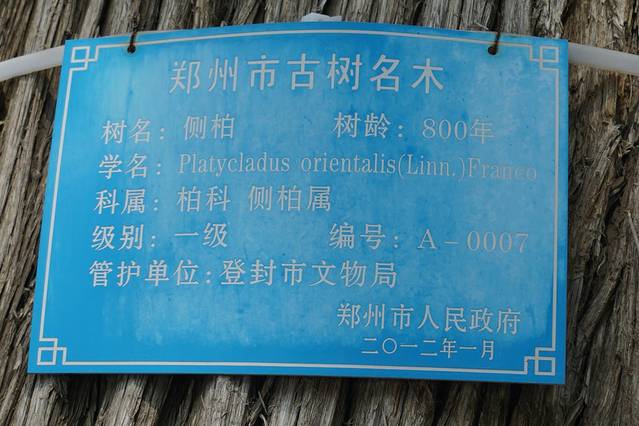 郑州市古树名木
树名：侧柏 树龄：800年
学名：Platycladus orientalis(Linn.)Franco
科属：柏科 侧柏属
级别：一级 编号：A-0007
管护单位：登封市文物局
郑州市人民政府
二〇一二年一月